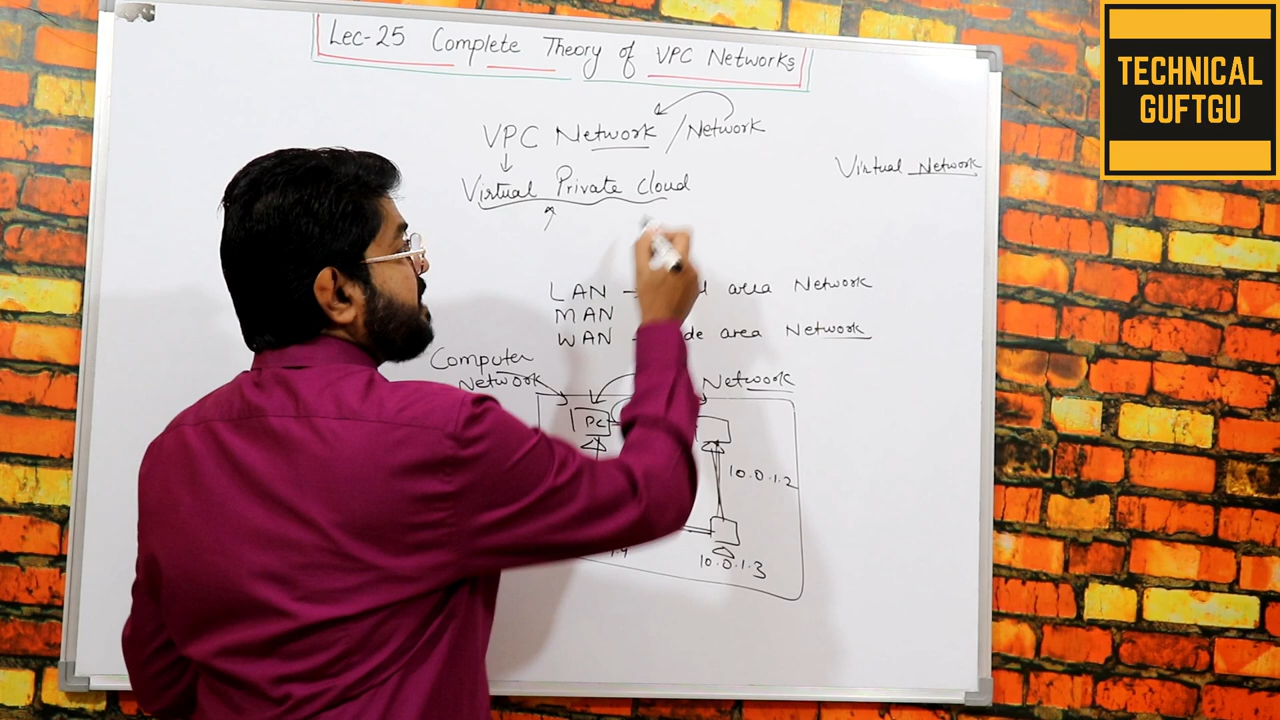 Lec-25 Complete Theory of VPC Networks
TECHNICAL
GUFTGU
VPC Network / Network
Virtual Network
Virtual Private Cloud
LAN area Network
MAN
WAN area Network
Computer
Network
Network
PC
10.0.1.2
10.0.1.3